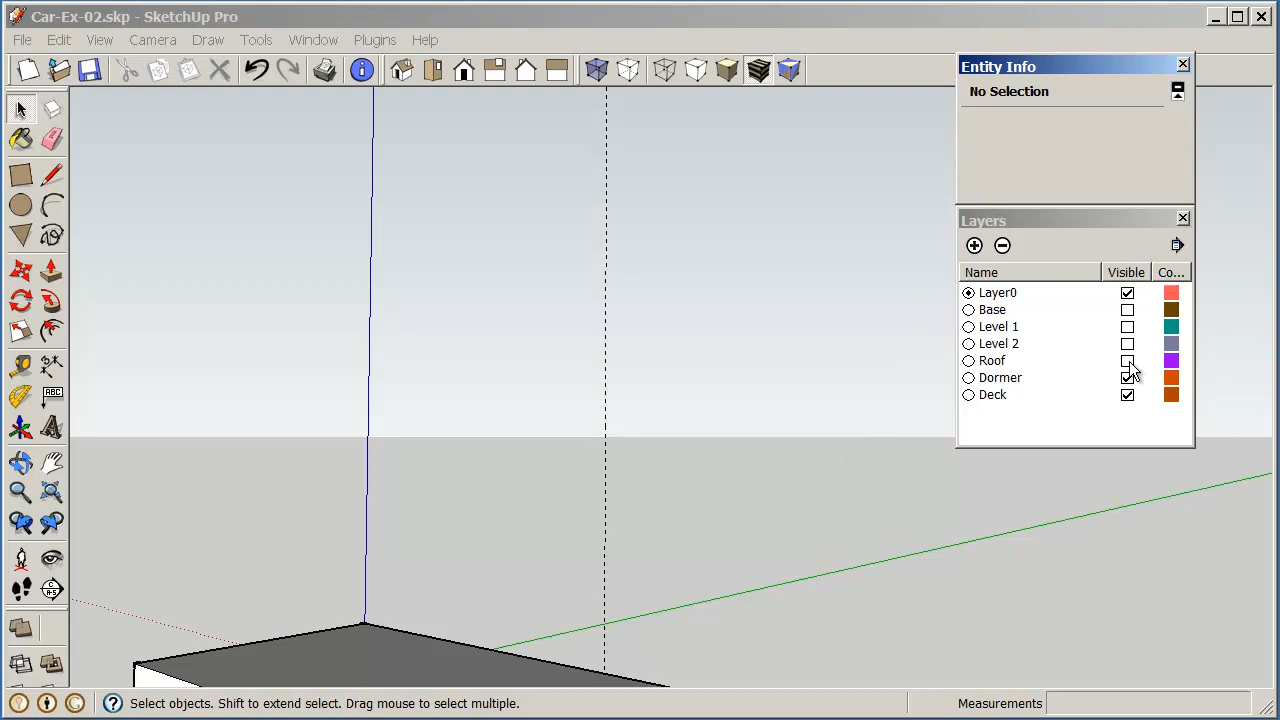 Car-Ex-02.skp - SketchUp Pro
File Edit View Camera Draw Tools Window Plugins Help
Entity Info
No Selection
Layers
Name Visible Co...
Layer0
Base
Level 1
Level 2
Roof
Dormer
Deck
ABC
Select objects. Shift to extend select. Drag mouse to select multiple.
Measurements